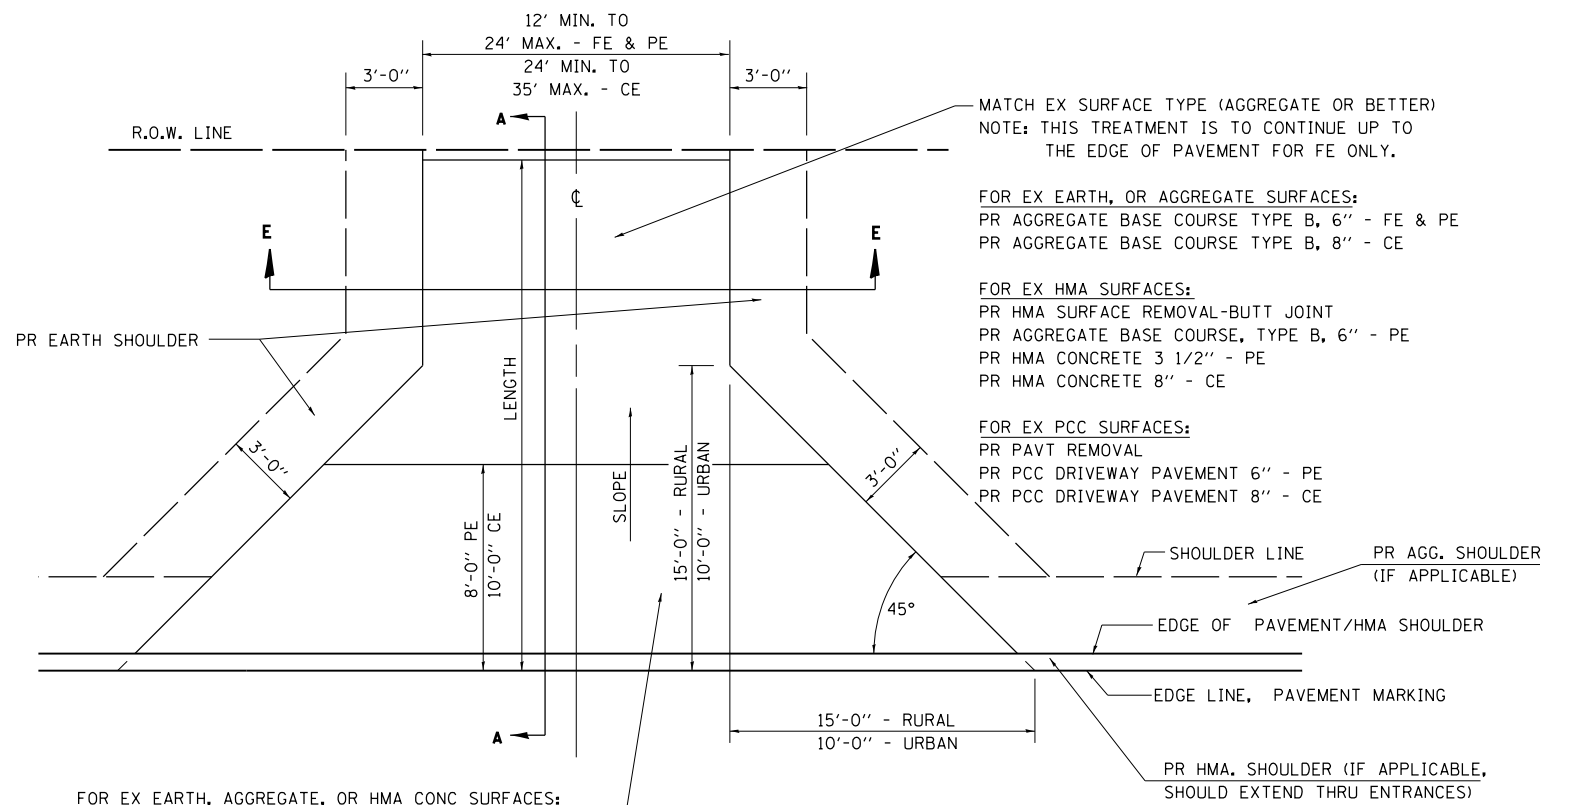 12' MIN. TO
24' MAX. - FE & PE
24' MIN. TO
35' MAX. - CE
3'-0"
3'-0"
A
R.O.W. LINE
℄
MATCH EX SURFACE TYPE (AGGREGATE OR BETTER)
NOTE: THIS TREATMENT IS TO CONTINUE UP TO
THE EDGE OF PAVEMENT FOR FE ONLY.
FOR EX EARTH, OR AGGREGATE SURFACES:
PR AGGREGATE BASE COURSE TYPE B, 6" - FE & PE
PR AGGREGATE BASE COURSE TYPE B, 8" - CE
E
E
FOR EX HMA SURFACES:
PR HMA SURFACE REMOVAL-BUTT JOINT
PR AGGREGATE BASE COURSE, TYPE B, 6" - PE
PR HMA CONCRETE 3 1/2" - PE
PR HMA CONCRETE 8" - CE
PR EARTH SHOULDER
LENGTH
FOR EX PCC SURFACES:
PR PAVT REMOVAL
PR PCC DRIVEWAY PAVEMENT 6" - PE
PR PCC DRIVEWAY PAVEMENT 8" - CE
3'-0"
3'-0"
SLOPE
8'-0" PE
10'-0" CE
15'-0" - RURAL
10'-0" - URBAN
45°
SHOULDER LINE
PR AGG. SHOULDER
(IF APPLICABLE)
EDGE OF PAVEMENT/HMA SHOULDER
EDGE LINE, PAVEMENT MARKING
15'-0" - RURAL
10'-0" - URBAN
A
PR HMA. SHOULDER (IF APPLICABLE,
SHOULD EXTEND THRU ENTRANCES)
FOR EX EARTH, AGGREGATE, OR HMA CONC SURFACES: